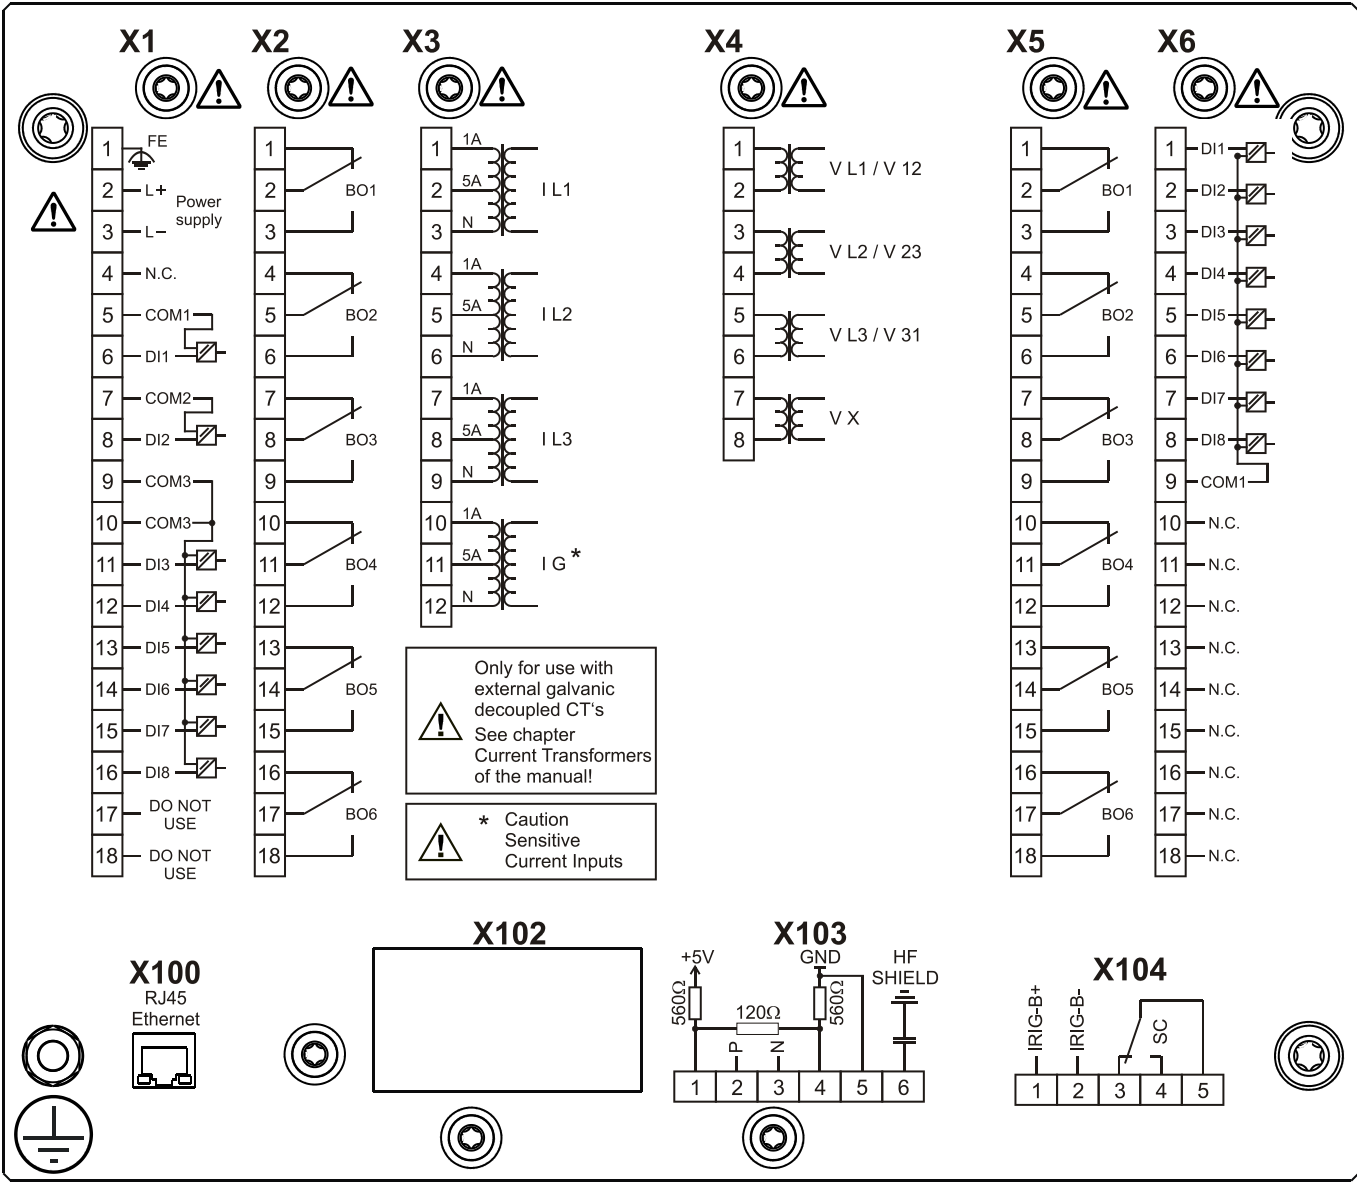 X1
X2
X3
X4
X5
X6
1 FE
2 L+
Power
supply
3 L–
4 N.C.
5 COM1
6 DI1
7 COM2
8 DI2
9 COM3
10 COM3
11 DI3
12 DI4
13 DI5
14 DI6
15 DI7
16 DI8
17 DO NOT
USE
18 DO NOT
USE
1
2 BO1
3
4
5 BO2
6
7
8 BO3
9
10
11 BO4
12
13
14 BO5
15
16
17 BO6
18
1 1A
2 5A I L1
3 N
4 1A
5 5A I L2
6 N
7 1A
8 5A I L3
9 N
10 1A
11 5A I G*
12 N
Only for use with
external galvanic
decoupled CT‘s
See chapter
Current Transformers
of the manual!
* Caution
Sensitive
Current Inputs
1
V L1 / V 12
2
3
V L2 / V 23
4
5
V L3 / V 31
6
7
V X
8
1
2 BO1
3
4
5 BO2
6
7
8 BO3
9
10
11 BO4
12
13
14 BO5
15
16
17 BO6
18
1 DI1
2 DI2
3 DI3
4 DI4
5 DI5
6 DI6
7 DI7
8 DI8
9 COM1
10 N.C.
11 N.C.
12 N.C.
13 N.C.
14 N.C.
15 N.C.
16 N.C.
17 N.C.
18 N.C.
X100
RJ45
Ethernet
X102
X103
+5V
GND
HF
SHIELD
560Ω
120Ω
560Ω
P
N
1 2 3 4 5 6
X104
IRIG-B+
IRIG-B-
SC
1 2 3 4 5